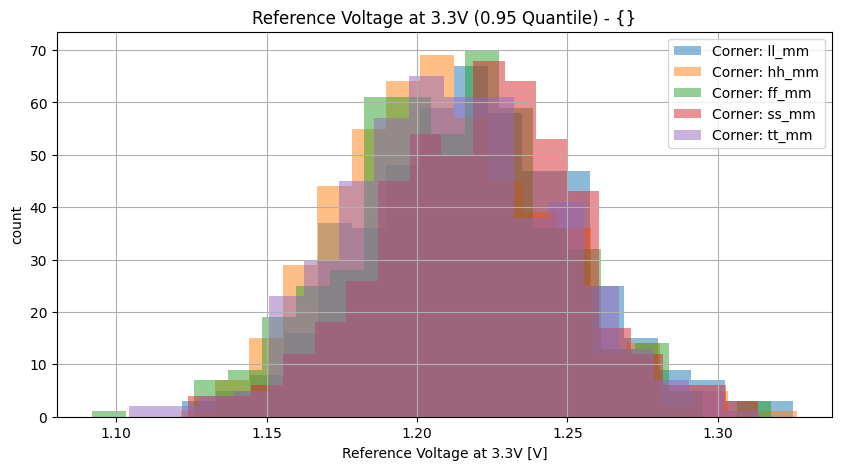 Reference Voltage at 3.3V (0.95 Quantile) - {}
Corner: ll_mm
Corner: hh_mm
Corner: ff_mm
Corner: ss_mm
Corner: tt_mm
count
70
60
50
40
30
20
10
0
1.10 1.15 1.20 1.25 1.30
Reference Voltage at 3.3V [V]